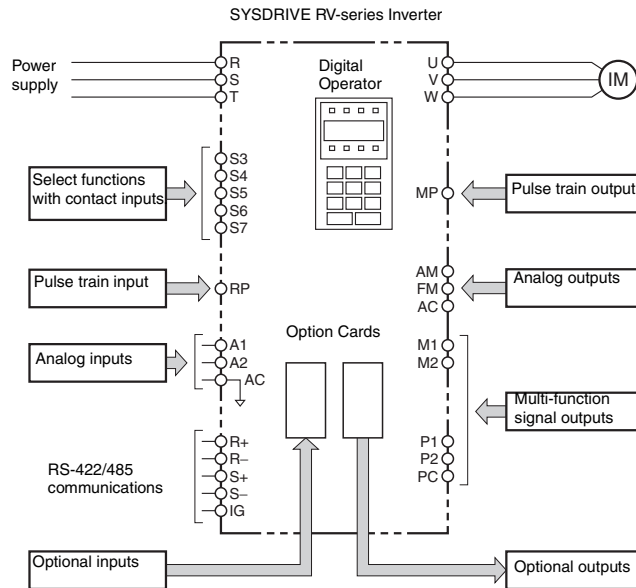 SYSDRIVE RV-series Inverter
Power
supply
R
S
T
Digital
Operator
U
V
W
IM
Select functions
with contact inputs
S3
S4
S5
S6
S7
MP
Pulse train output
Pulse train input
RP
AM
FM
AC
Analog outputs
Analog inputs
A1
A2
AC
Option Cards
M1
M2
Multi-function
signal outputs
P1
P2
PC
RS-422/485
communications
R+
R−
S+
S−
IG
Optional inputs
Optional outputs